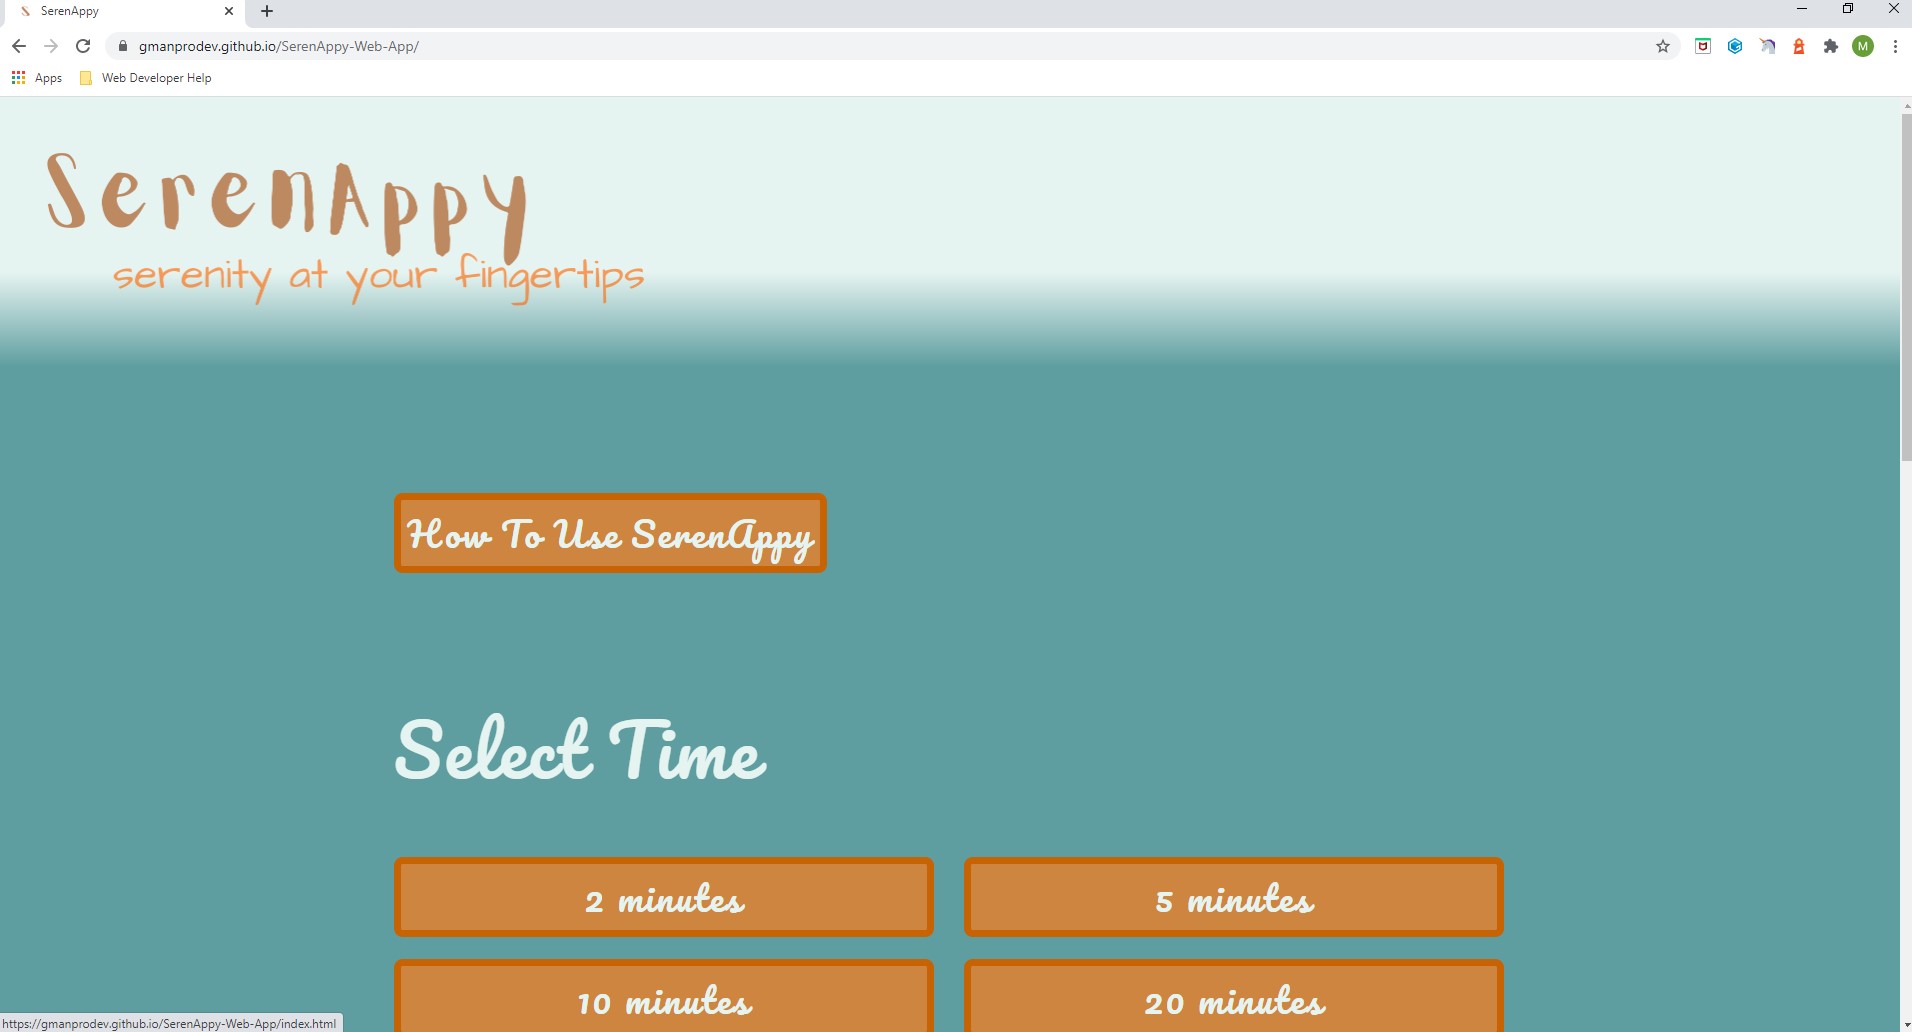 SerenAppy
gmanprodev.github.io/SerenAppy-Web-App/
M
Apps
Web Developer Help
SerenAppy
serenity at your fingertips
How To Use SerenAppy
Select Time
2 minutes
5 minutes
10 minutes
20 minutes
https://gmanprodev.github.io/SerenAppy-Web-App/index.html